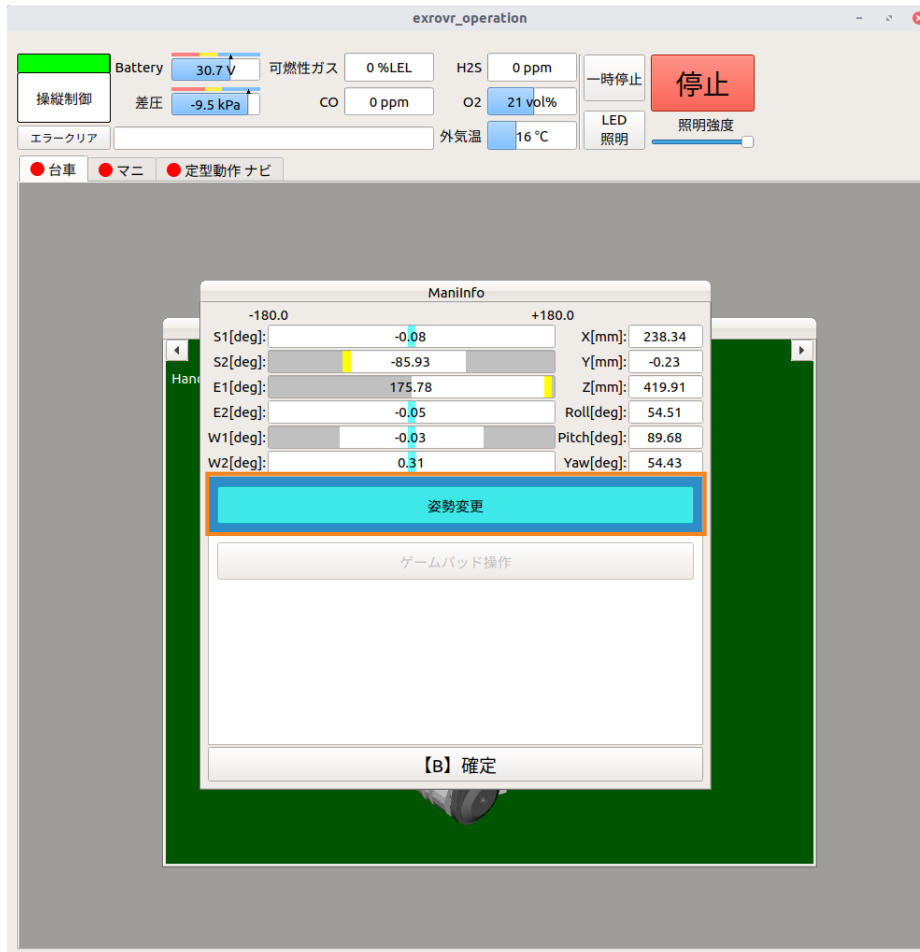 exrovr_operation
Battery 30.7 V 可燃性ガス 0 %LEL H2S 0 ppm 一時停止 停止
操縦制御 差圧 -9.5 kPa CO 0 ppm O2 21 vol%
エラークリア 外気温 16 °C LED 照明 照明強度
台車 マニ 定型動作 ナビ
ManiInfo
-180.0 +180.0
S1[deg]: -0.08 X[mm]: 238.34
S2[deg]: -85.93 Y[mm]: -0.23
Hand
E1[deg]: 175.78 Z[mm]: 419.91
E2[deg]: -0.05 Roll[deg]: 54.51
W1[deg]: -0.03 Pitch[deg]: 89.68
W2[deg]: 0.31 Yaw[deg]: 54.43
姿勢変更
ゲームパッド操作
【B】確定